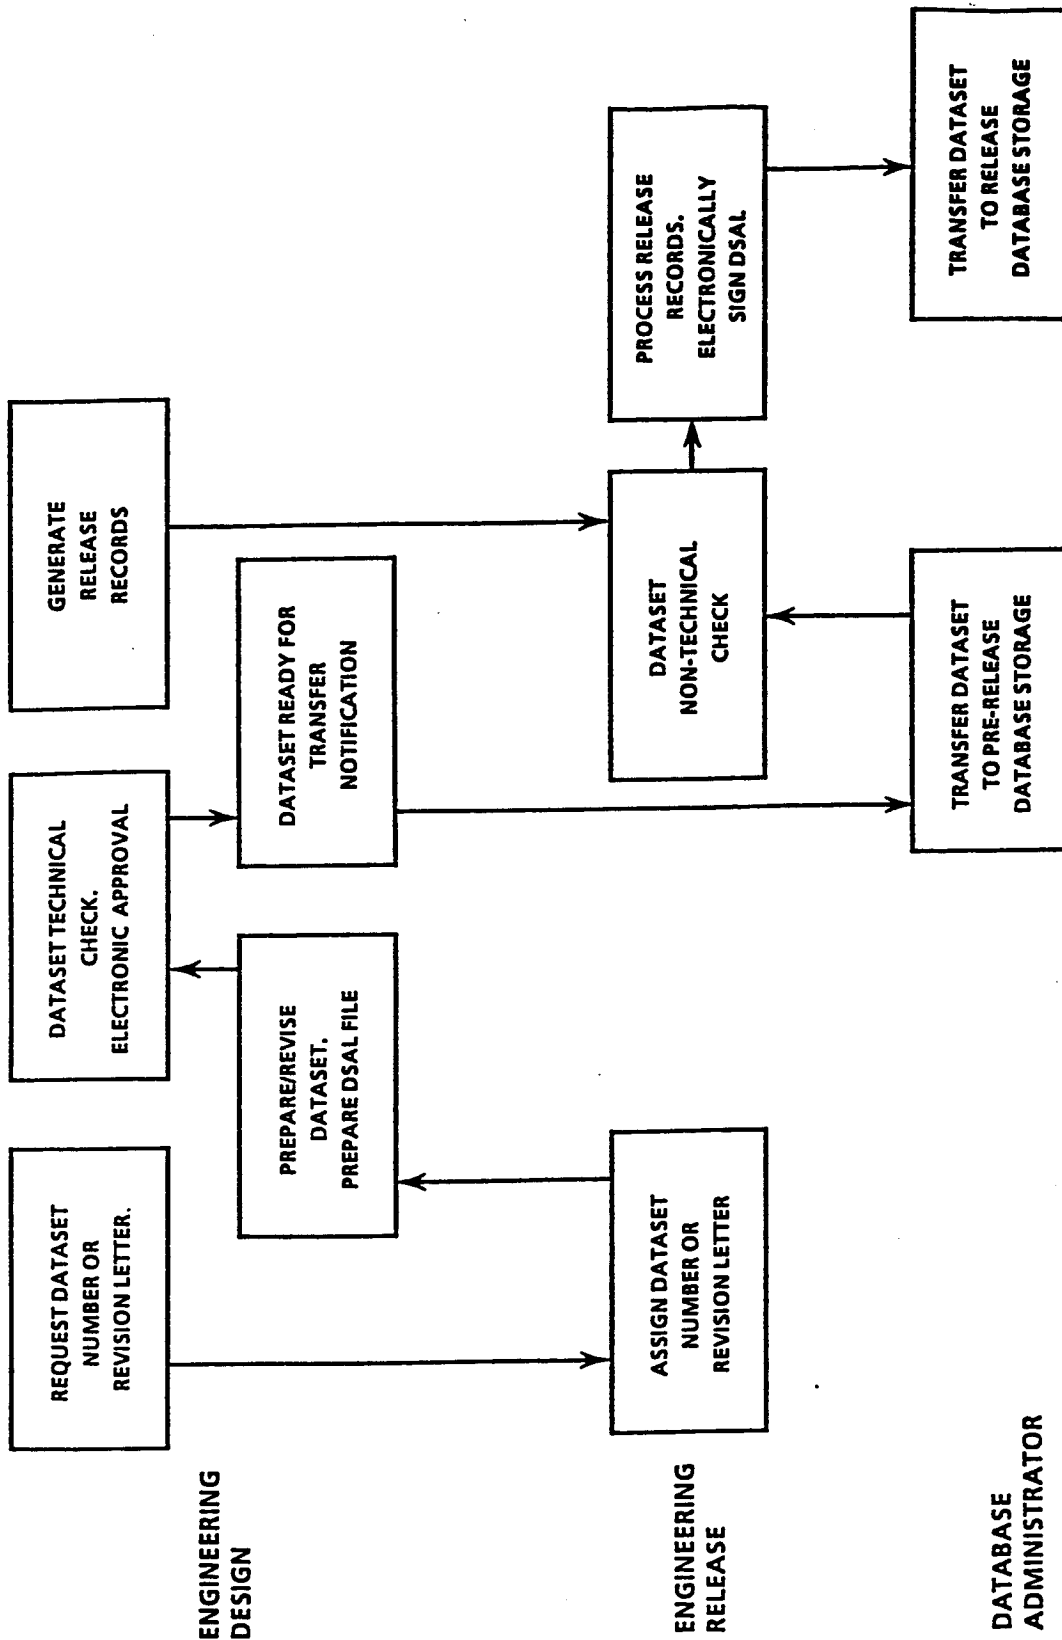 ENGINEERING
DESIGN
REQUEST DATASET
NUMBER OR
REVISION LETTER.
DATASET TECHNICAL
CHECK.
ELECTRONIC APPROVAL
GENERATE
RELEASE
RECORDS
PREPARE/REVISE
DATASET.
PREPARE DSAL FILE
DATASET READY FOR
TRANSFER
NOTIFICATION
ENGINEERING
RELEASE
ASSIGN DATASET
NUMBER OR
REVISION LETTER
DATASET
NON-TECHNICAL
CHECK
PROCESS RELEASE
RECORDS.
ELECTRONICALLY
SIGN DSAL
DATABASE
ADMINISTRATOR
TRANSFER DATASET
TO PRE-RELEASE
DATABASE STORAGE
TRANSFER DATASET
TO RELEASE
DATABASE STORAGE